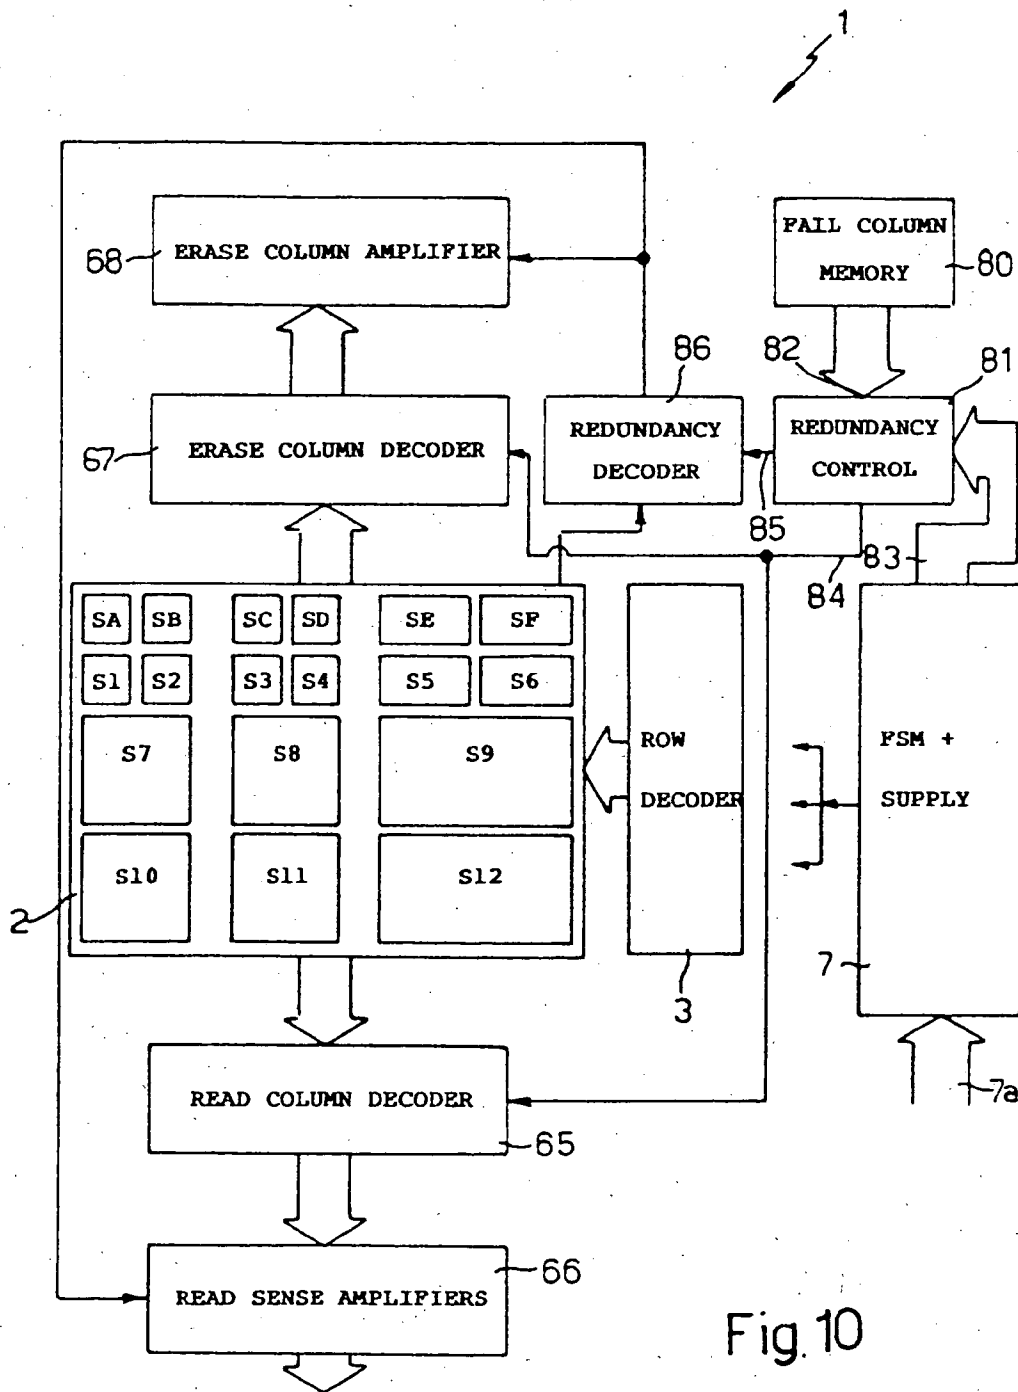 1
FAIL COLUMN
MEMORY
80
68
ERASE COLUMN AMPLIFIER
82
86
81
67
ERASE COLUMN DECODER
REDUNDANCY
DECODER
REDUNDANCY
CONTROL
85
84
83
SA SB SC SD SE SF
S1 S2 S3 S4 S5 S6
S7 S8 S9
S10 S11 S12
2
ROW
DECODER
3
FSM +
SUPPLY
7
7a
READ COLUMN DECODER
65
READ SENSE AMPLIFIERS
66
Fig. 10